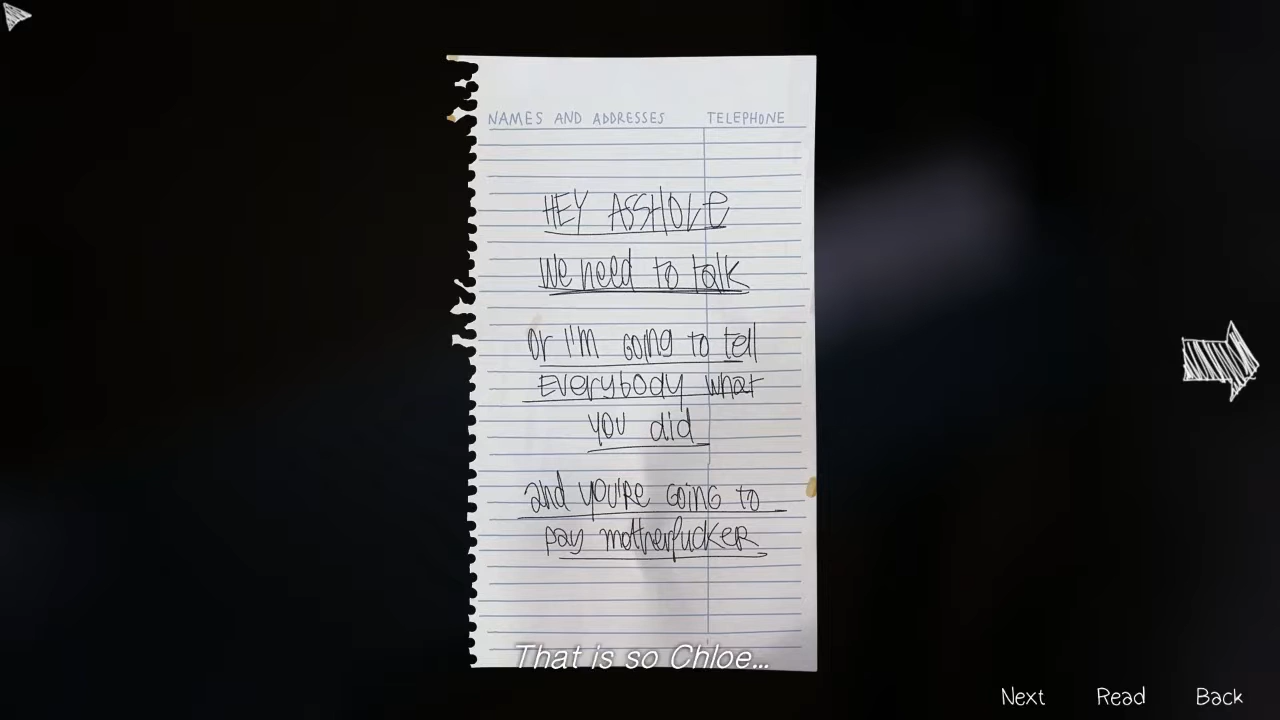 NAMES AND ADDRESSES TELEPHONE
HEY ASSHOLE
We need to talk
or I'm going to tell
EVERYBODY what
YOU did
and YOU'RE GOING to
pay motherfuckER
That is so Chloe...
Next Read Back